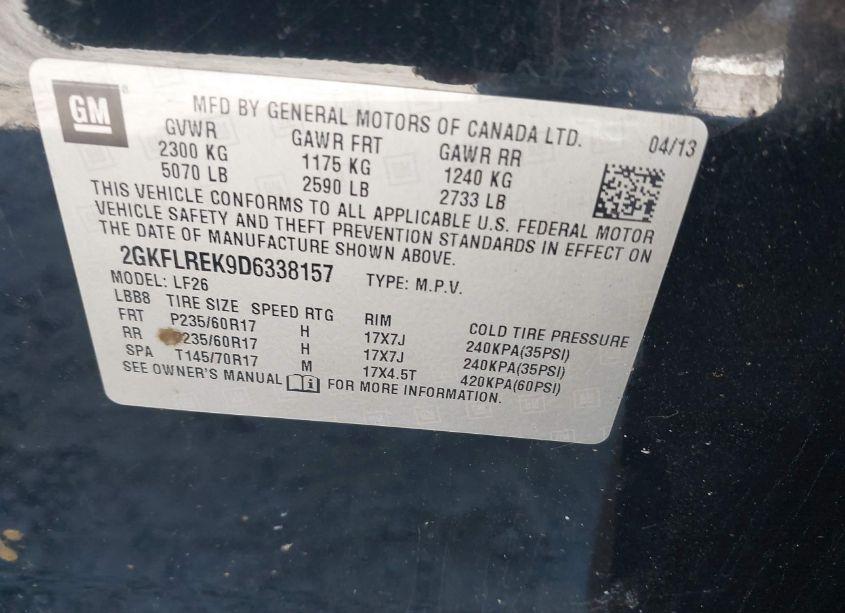 GM
MFD BY GENERAL MOTORS OF CANADA LTD. 04/13
GVWR GAWR FRT GAWR RR
2300 KG 1175 KG 1240 KG
5070 LB 2590 LB 2733 LB
THIS VEHICLE CONFORMS TO ALL APPLICABLE U.S. FEDERAL MOTOR
VEHICLE SAFETY AND THEFT PREVENTION STANDARDS IN EFFECT ON
THE DATE OF MANUFACTURE SHOWN ABOVE.
2GKFLREK9D6338157 TYPE: M.P.V.
MODEL: LF26
LBB8 TIRE SIZE SPEED RTG RIM COLD TIRE PRESSURE
FRT P235/60R17 H 17X7J 240KPA(35PSI)
RR P235/60R17 H 17X7J 240KPA(35PSI)
SPA T145/70R17 M 17X4.5T 420KPA(60PSI)
SEE OWNER'S MANUAL FOR MORE INFORMATION.